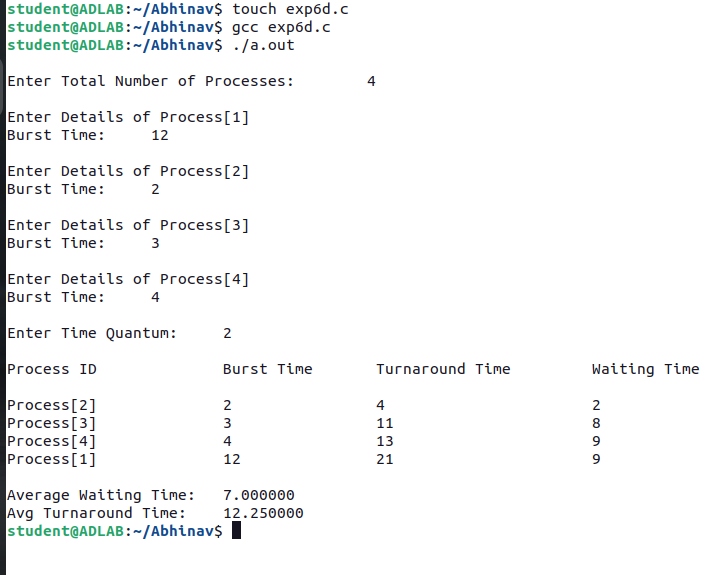 student@ADLAB:~/Abhinav$ touch exp6d.c
student@ADLAB:~/Abhinav$ gcc exp6d.c
student@ADLAB:~/Abhinav$ ./a.out
Enter Total Number of Processes: 4
Enter Details of Process[1]
Burst Time: 12
Enter Details of Process[2]
Burst Time: 2
Enter Details of Process[3]
Burst Time: 3
Enter Details of Process[4]
Burst Time: 4
Enter Time Quantum: 2
Process ID Burst Time Turnaround Time Waiting Time
Process[2] 2 4 2
Process[3] 3 11 8
Process[4] 4 13 9
Process[1] 12 21 9
Average Waiting Time: 7.000000
Avg Turnaround Time: 12.250000
student@ADLAB:~/Abhinav$